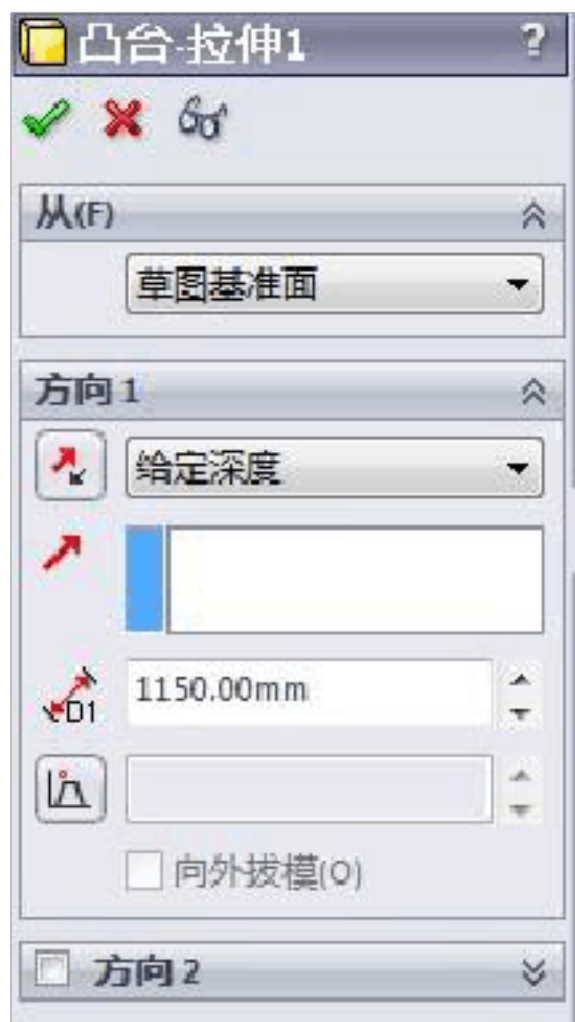 凸台-拉伸1 ?
从(F)
草图基准面
方向1
给定深度
D1 1150.00mm
向外拔模(O)
方向2